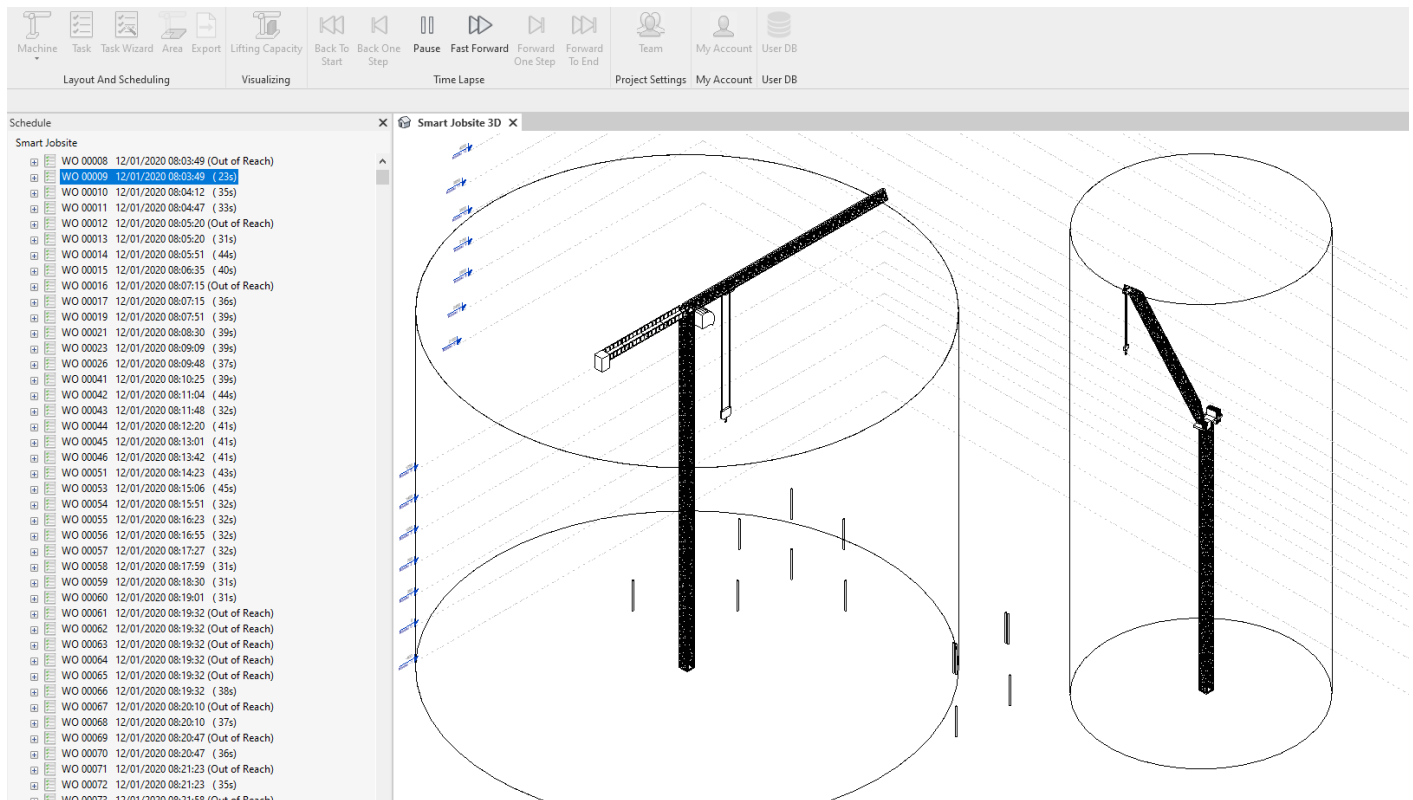 Machine Task Task Wizard Area Export Lifting Capacity Back To Start Back One Step Pause Fast Forward Forward One Step Forward To End Team My Account User DB
Layout And Scheduling Visualizing Time Lapse Project Settings My Account User DB
Schedule
Smart Jobsite 3D
Smart Jobsite
WO 00008 12/01/2020 08:03:49 (Out of Reach)
WO 00009 12/01/2020 08:03:49 ( 23s)
WO 00010 12/01/2020 08:04:12 ( 35s)
WO 00011 12/01/2020 08:04:47 ( 33s)
WO 00012 12/01/2020 08:05:20 (Out of Reach)
WO 00013 12/01/2020 08:05:20 ( 31s)
WO 00014 12/01/2020 08:05:51 ( 44s)
WO 00015 12/01/2020 08:06:35 ( 40s)
WO 00016 12/01/2020 08:07:15 (Out of Reach)
WO 00017 12/01/2020 08:07:15 ( 36s)
WO 00019 12/01/2020 08:07:51 ( 39s)
WO 00021 12/01/2020 08:08:30 ( 39s)
WO 00023 12/01/2020 08:09:09 ( 39s)
WO 00026 12/01/2020 08:09:48 ( 37s)
WO 00041 12/01/2020 08:10:25 ( 39s)
WO 00042 12/01/2020 08:11:04 ( 44s)
WO 00043 12/01/2020 08:11:48 ( 32s)
WO 00044 12/01/2020 08:12:20 ( 41s)
WO 00045 12/01/2020 08:13:01 ( 41s)
WO 00046 12/01/2020 08:13:42 ( 41s)
WO 00051 12/01/2020 08:14:23 ( 43s)
WO 00053 12/01/2020 08:15:06 ( 45s)
WO 00054 12/01/2020 08:15:51 ( 32s)
WO 00055 12/01/2020 08:16:23 ( 32s)
WO 00056 12/01/2020 08:16:55 ( 32s)
WO 00057 12/01/2020 08:17:27 ( 32s)
WO 00058 12/01/2020 08:17:59 ( 31s)
WO 00059 12/01/2020 08:18:30 ( 31s)
WO 00060 12/01/2020 08:19:01 ( 31s)
WO 00061 12/01/2020 08:19:32 (Out of Reach)
WO 00062 12/01/2020 08:19:32 (Out of Reach)
WO 00063 12/01/2020 08:19:32 (Out of Reach)
WO 00064 12/01/2020 08:19:32 (Out of Reach)
WO 00065 12/01/2020 08:19:32 (Out of Reach)
WO 00066 12/01/2020 08:19:32 ( 38s)
WO 00067 12/01/2020 08:20:10 (Out of Reach)
WO 00068 12/01/2020 08:20:10 ( 37s)
WO 00069 12/01/2020 08:20:47 (Out of Reach)
WO 00070 12/01/2020 08:20:47 ( 36s)
WO 00071 12/01/2020 08:21:23 (Out of Reach)
WO 00072 12/01/2020 08:21:23 ( 35s)
WO 00073 12/01/2020 08:21:58 (Out of Reach)